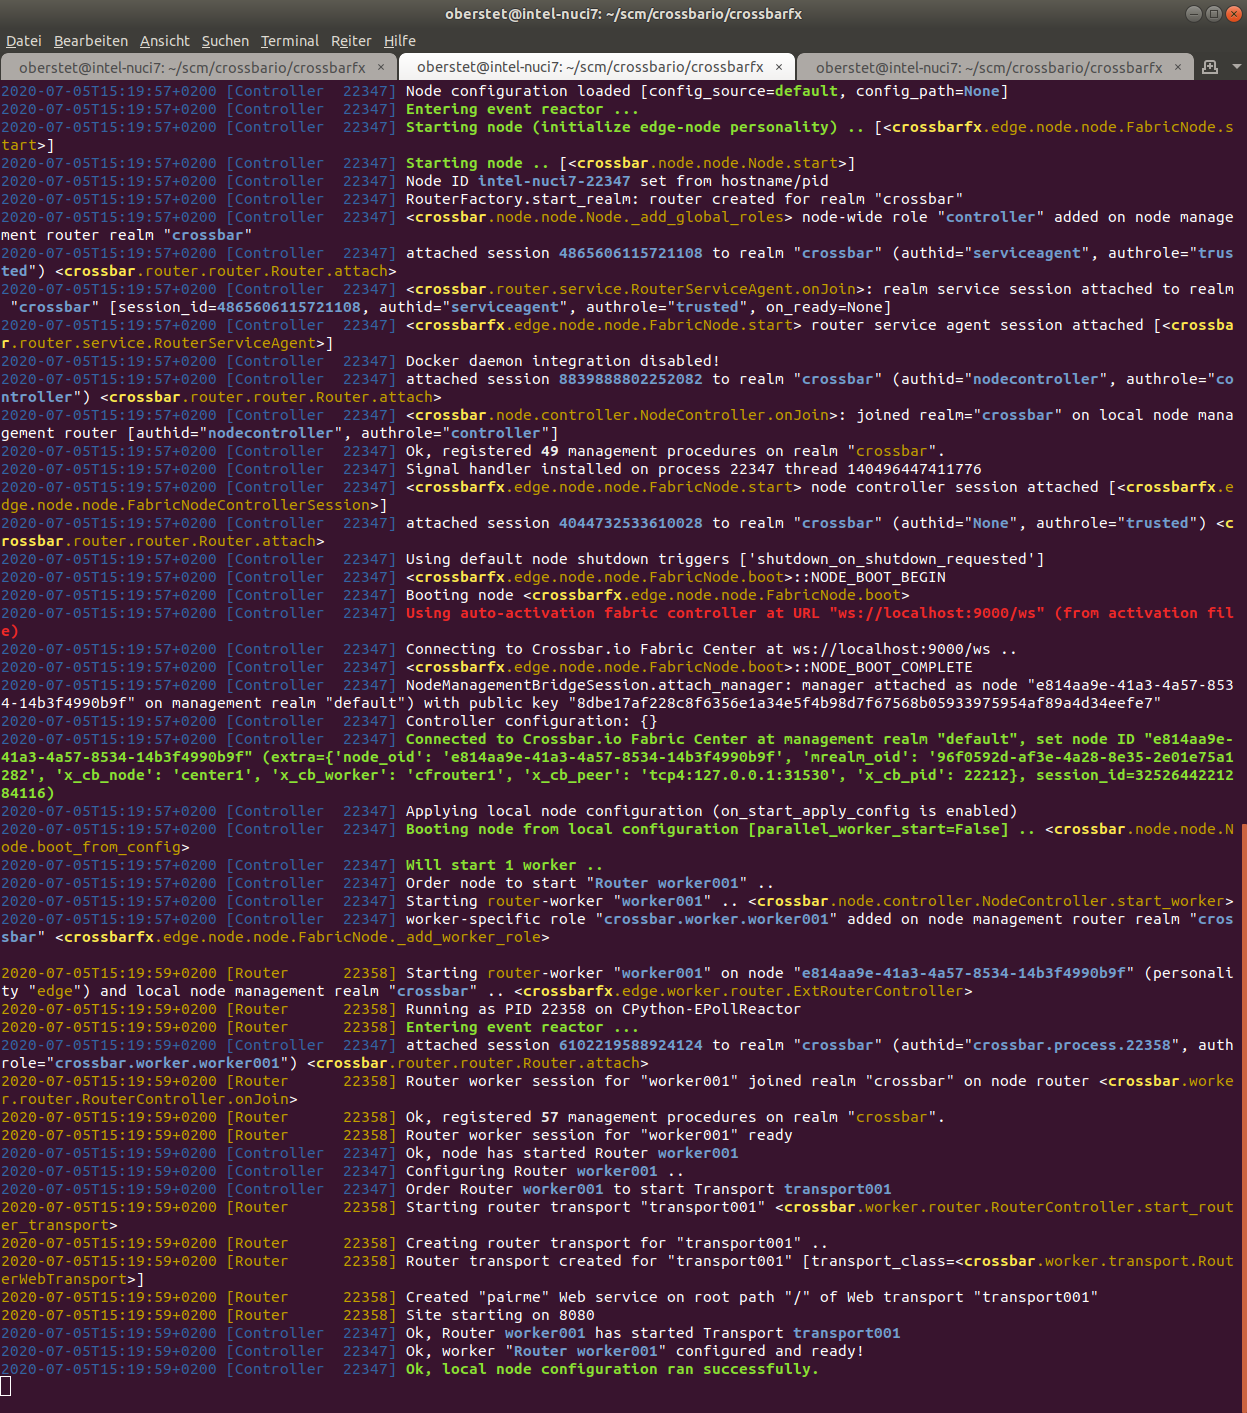 oberstet@intel-nuci7: ~/scm/crossbario/crossbarfx
Datei Bearbeiten Ansicht Suchen Terminal Reiter Hilfe
oberstet@intel-nuci7: ~/scm/crossbario/crossbarfx × oberstet@intel-nuci7: ~/scm/crossbario/crossbarfx × oberstet@intel-nuci7: ~/scm/crossbario/crossbarfx ×
2020-07-05T15:19:57+0200 [Controller  22347] Node configuration loaded [config_source=default, config_path=None]
2020-07-05T15:19:57+0200 [Controller  22347] Entering event reactor ...
2020-07-05T15:19:57+0200 [Controller  22347] Starting node (initialize edge-node personality) .. [<crossbarfx.edge.node.node.FabricNode.s
tart>]
2020-07-05T15:19:57+0200 [Controller  22347] Starting node .. [<crossbar.node.node.Node.start>]
2020-07-05T15:19:57+0200 [Controller  22347] Node ID intel-nuci7-22347 set from hostname/pid
2020-07-05T15:19:57+0200 [Controller  22347] RouterFactory.start_realm: router created for realm "crossbar"
2020-07-05T15:19:57+0200 [Controller  22347] <crossbar.node.node.Node._add_global_roles> node-wide role "controller" added on node manage
ment router realm "crossbar"
2020-07-05T15:19:57+0200 [Controller  22347] attached session 4865606115721108 to realm "crossbar" (authid="serviceagent", authrole="trus
ted") <crossbar.router.router.Router.attach>
2020-07-05T15:19:57+0200 [Controller  22347] <crossbar.router.service.RouterServiceAgent.onJoin>: realm service session attached to realm
 "crossbar" [session_id=4865606115721108, authid="serviceagent", authrole="trusted", on_ready=None]
2020-07-05T15:19:57+0200 [Controller  22347] <crossbarfx.edge.node.node.FabricNode.start> router service agent session attached [<crossba
r.router.service.RouterServiceAgent>]
2020-07-05T15:19:57+0200 [Controller  22347] Docker daemon integration disabled!
2020-07-05T15:19:57+0200 [Controller  22347] attached session 8839888802252082 to realm "crossbar" (authid="nodecontroller", authrole="co
ntroller") <crossbar.router.router.Router.attach>
2020-07-05T15:19:57+0200 [Controller  22347] <crossbar.node.controller.NodeController.onJoin>: joined realm="crossbar" on local node mana
gement router [authid="nodecontroller", authrole="controller"]
2020-07-05T15:19:57+0200 [Controller  22347] Ok, registered 49 management procedures on realm "crossbar".
2020-07-05T15:19:57+0200 [Controller  22347] Signal handler installed on process 22347 thread 140496447411776
2020-07-05T15:19:57+0200 [Controller  22347] <crossbarfx.edge.node.node.FabricNode.start> node controller session attached [<crossbarfx.e
dge.node.node.FabricNodeControllerSession>]
2020-07-05T15:19:57+0200 [Controller  22347] attached session 4044732533610028 to realm "crossbar" (authid="None", authrole="trusted") <c
rossbar.router.router.Router.attach>
2020-07-05T15:19:57+0200 [Controller  22347] Using default node shutdown triggers ['shutdown_on_shutdown_requested']
2020-07-05T15:19:57+0200 [Controller  22347] <crossbarfx.edge.node.node.FabricNode.boot>::NODE_BOOT_BEGIN
2020-07-05T15:19:57+0200 [Controller  22347] Booting node <crossbarfx.edge.node.node.FabricNode.boot>
2020-07-05T15:19:57+0200 [Controller  22347] Using auto-activation fabric controller at URL "ws://localhost:9000/ws" (from activation fil
e)
2020-07-05T15:19:57+0200 [Controller  22347] Connecting to Crossbar.io Fabric Center at ws://localhost:9000/ws ..
2020-07-05T15:19:57+0200 [Controller  22347] <crossbarfx.edge.node.node.FabricNode.boot>::NODE_BOOT_COMPLETE
2020-07-05T15:19:57+0200 [Controller  22347] NodeManagementBridgeSession.attach_manager: manager attached as node "e814aa9e-41a3-4a57-853
4-14b3f4990b9f" on management realm "default") with public key "8dbe17af228c8f6356e1a34e5f4b98d7f67568b05933975954af89a4d34eefe7"
2020-07-05T15:19:57+0200 [Controller  22347] Controller configuration: {}
2020-07-05T15:19:57+0200 [Controller  22347] Connected to Crossbar.io Fabric Center at management realm "default", set node ID "e814aa9e-
41a3-4a57-8534-14b3f4990b9f" (extra={'node_oid': 'e814aa9e-41a3-4a57-8534-14b3f4990b9f', 'mrealm_oid': '96f0592d-af3e-4a28-8e35-2e01e75a1
282', 'x_cb_node': 'center1', 'x_cb_worker': 'cfrouter1', 'x_cb_peer': 'tcp4:127.0.0.1:31530', 'x_cb_pid': 22212}, session_id=32526442212
84116)
2020-07-05T15:19:57+0200 [Controller  22347] Applying local node configuration (on_start_apply_config is enabled)
2020-07-05T15:19:57+0200 [Controller  22347] Booting node from local configuration [parallel_worker_start=False] .. <crossbar.node.node.N
ode.boot_from_config>
2020-07-05T15:19:57+0200 [Controller  22347] Will start 1 worker ..
2020-07-05T15:19:57+0200 [Controller  22347] Order node to start "Router worker001" ..
2020-07-05T15:19:57+0200 [Controller  22347] Starting router-worker "worker001" .. <crossbar.node.controller.NodeController.start_worker>
2020-07-05T15:19:57+0200 [Controller  22347] worker-specific role "crossbar.worker.worker001" added on node management router realm "cros
sbar" <crossbarfx.edge.node.node.FabricNode._add_worker_role>
2020-07-05T15:19:59+0200 [Router      22358] Starting router-worker "worker001" on node "e814aa9e-41a3-4a57-8534-14b3f4990b9f" (personali
ty "edge") and local node management realm "crossbar" .. <crossbarfx.edge.worker.router.ExtRouterController>
2020-07-05T15:19:59+0200 [Router      22358] Running as PID 22358 on CPython-EPollReactor
2020-07-05T15:19:59+0200 [Router      22358] Entering event reactor ...
2020-07-05T15:19:59+0200 [Controller  22347] attached session 6102219588924124 to realm "crossbar" (authid="crossbar.process.22358", auth
role="crossbar.worker.worker001") <crossbar.router.router.Router.attach>
2020-07-05T15:19:59+0200 [Router      22358] Router worker session for "worker001" joined realm "crossbar" on node router <crossbar.worke
r.router.RouterController.onJoin>
2020-07-05T15:19:59+0200 [Router      22358] Ok, registered 57 management procedures on realm "crossbar".
2020-07-05T15:19:59+0200 [Router      22358] Router worker session for "worker001" ready
2020-07-05T15:19:59+0200 [Controller  22347] Ok, node has started Router worker001
2020-07-05T15:19:59+0200 [Controller  22347] Configuring Router worker001 ..
2020-07-05T15:19:59+0200 [Controller  22347] Order Router worker001 to start Transport transport001
2020-07-05T15:19:59+0200 [Router      22358] Starting router transport "transport001" <crossbar.worker.router.RouterController.start_rout
er_transport>
2020-07-05T15:19:59+0200 [Router      22358] Creating router transport for "transport001" ..
2020-07-05T15:19:59+0200 [Router      22358] Router transport created for "transport001" [transport_class=<crossbar.worker.transport.Rout
erWebTransport>]
2020-07-05T15:19:59+0200 [Router      22358] Created "pairme" Web service on root path "/" of Web transport "transport001"
2020-07-05T15:19:59+0200 [Router      22358] Site starting on 8080
2020-07-05T15:19:59+0200 [Controller  22347] Ok, Router worker001 has started Transport transport001
2020-07-05T15:19:59+0200 [Controller  22347] Ok, worker "Router worker001" configured and ready!
2020-07-05T15:19:59+0200 [Controller  22347] Ok, local node configuration ran successfully.